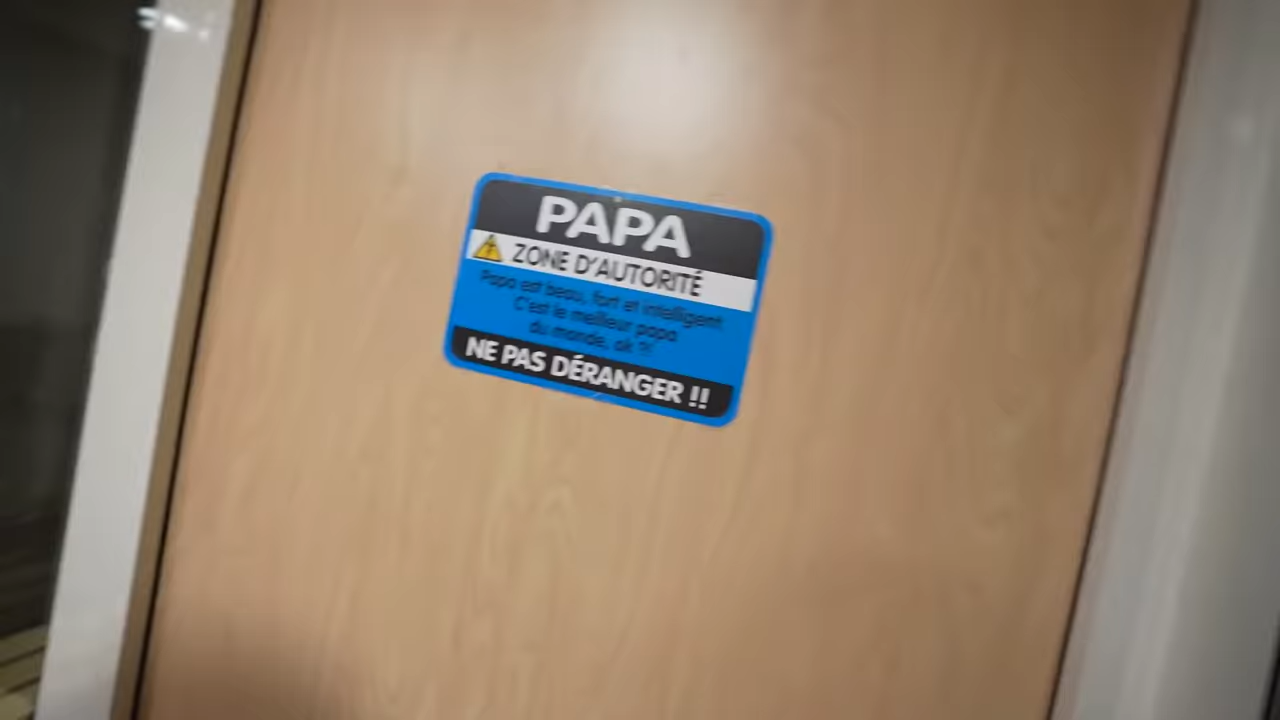 PAPA
ZONE D'AUTORITÉ
Papa est beau, fort et intelligent
C'est le meilleur papa
du monde, ok ?!
NE PAS DÉRANGER !!